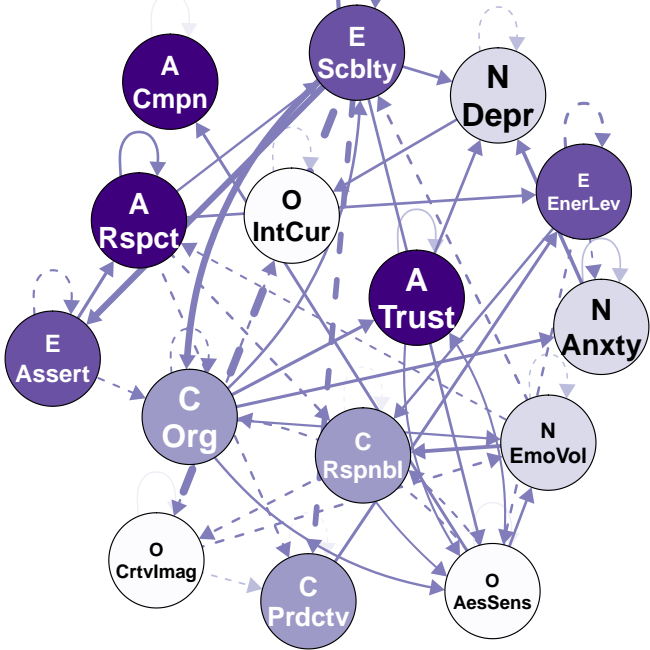 E
Scblty
A
Cmpn
N
Depr
A
Rspct
O
IntCur
E
EnerLev
A
Trust
N
Anxty
E
Assert
C
Org
C
Rspnbl
N
EmoVol
O
CrtvImag
C
Prdctv
O
AesSens